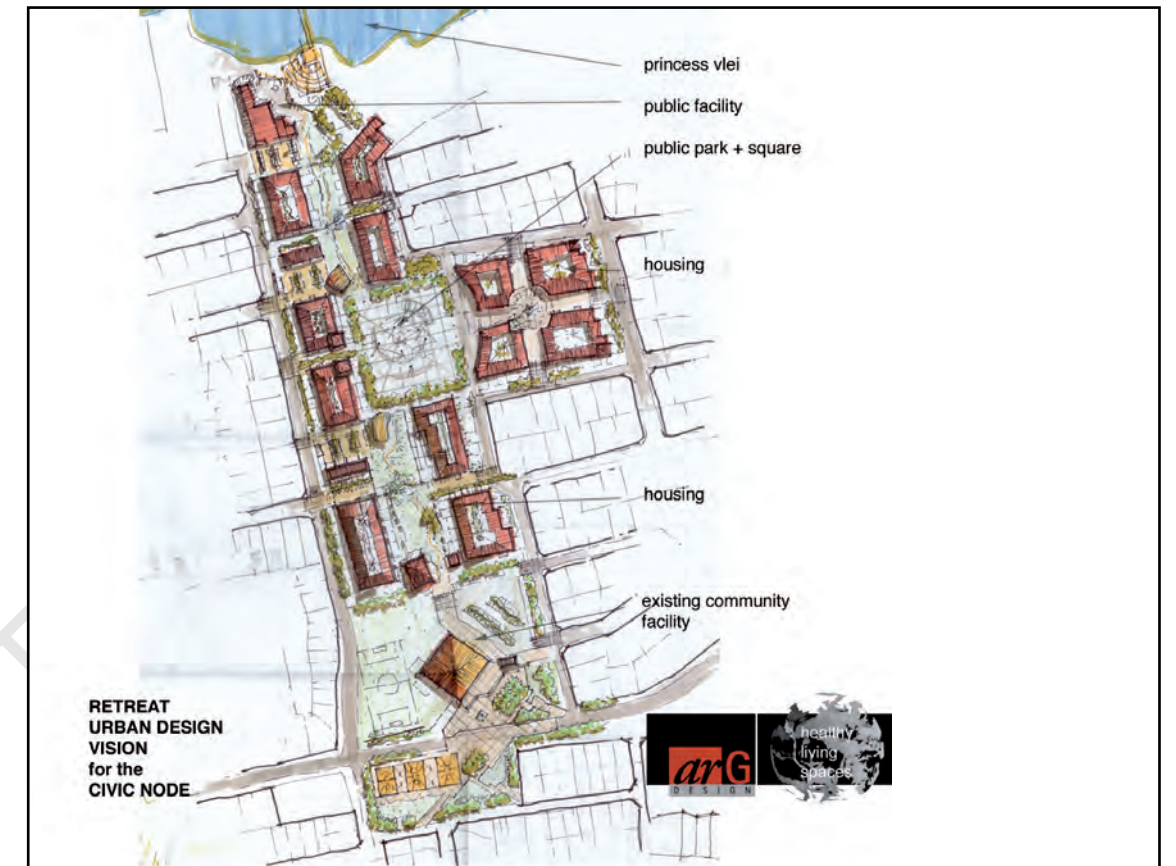 princess vlei
public facility
public park + square
housing
housing
existing community
facility
RETREAT
URBAN DESIGN
VISION
for the
CIVIC NODE
arG
DESIGN
healthy
living
spaces